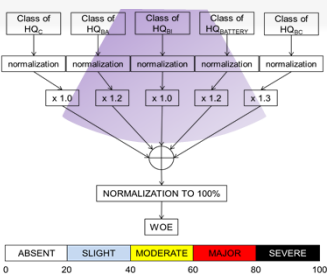 Class of HQC
Class of HQBA
Class of HQBI
Class of HQBATTERY
Class of HQBC
normalization normalization normalization normalization normalization
x 1.0 x 1.2 x 1.0 x 1.2 x 1.3
NORMALIZATION TO 100%
WOE
ABSENT SLIGHT MODERATE MAJOR SEVERE
0 20 40 60 80 100